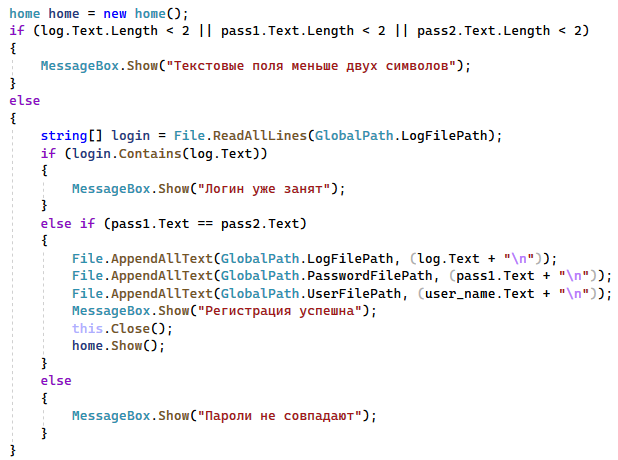 home home = new home();
if (log.Text.Length < 2 || pass1.Text.Length < 2 || pass2.Text.Length < 2)
{
    MessageBox.Show("Текстовые поля меньше двух символов");
}
else
{
    string[] login = File.ReadAllLines(GlobalPath.LogFilePath);
    if (login.Contains(log.Text))
    {
        MessageBox.Show("Логин уже занят");
    }
    else if (pass1.Text == pass2.Text)
    {
        File.AppendAllText(GlobalPath.LogFilePath, (log.Text + "\n"));
        File.AppendAllText(GlobalPath.PasswordFilePath, (pass1.Text + "\n"));
        File.AppendAllText(GlobalPath.UserFilePath, (user_name.Text + "\n"));
        MessageBox.Show("Регистрация успешна");
        this.Close();
        home.Show();
    }
    else
    {
        MessageBox.Show("Пароли не совпадают");
    }
}